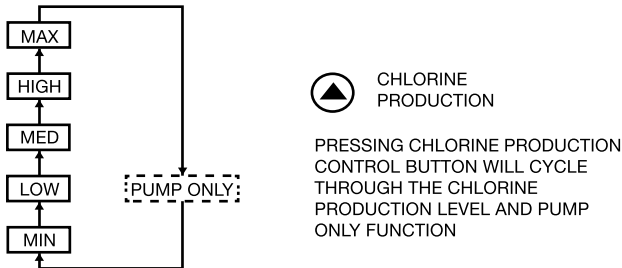 MAX
HIGH
MED
LOW
MIN
PUMP ONLY
CHLORINE
PRODUCTION
PRESSING CHLORINE PRODUCTION
CONTROL BUTTON WILL CYCLE
THROUGH THE CHLORINE
PRODUCTION LEVEL AND PUMP
ONLY FUNCTION